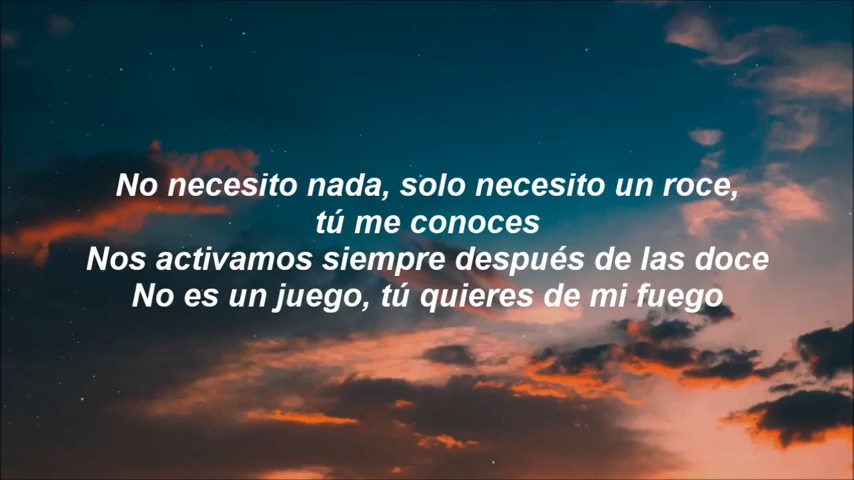 No necesito nada, solo necesito un roce,
tú me conoces
Nos activamos siempre después de las doce
No es un juego, tú quieres de mi fuego